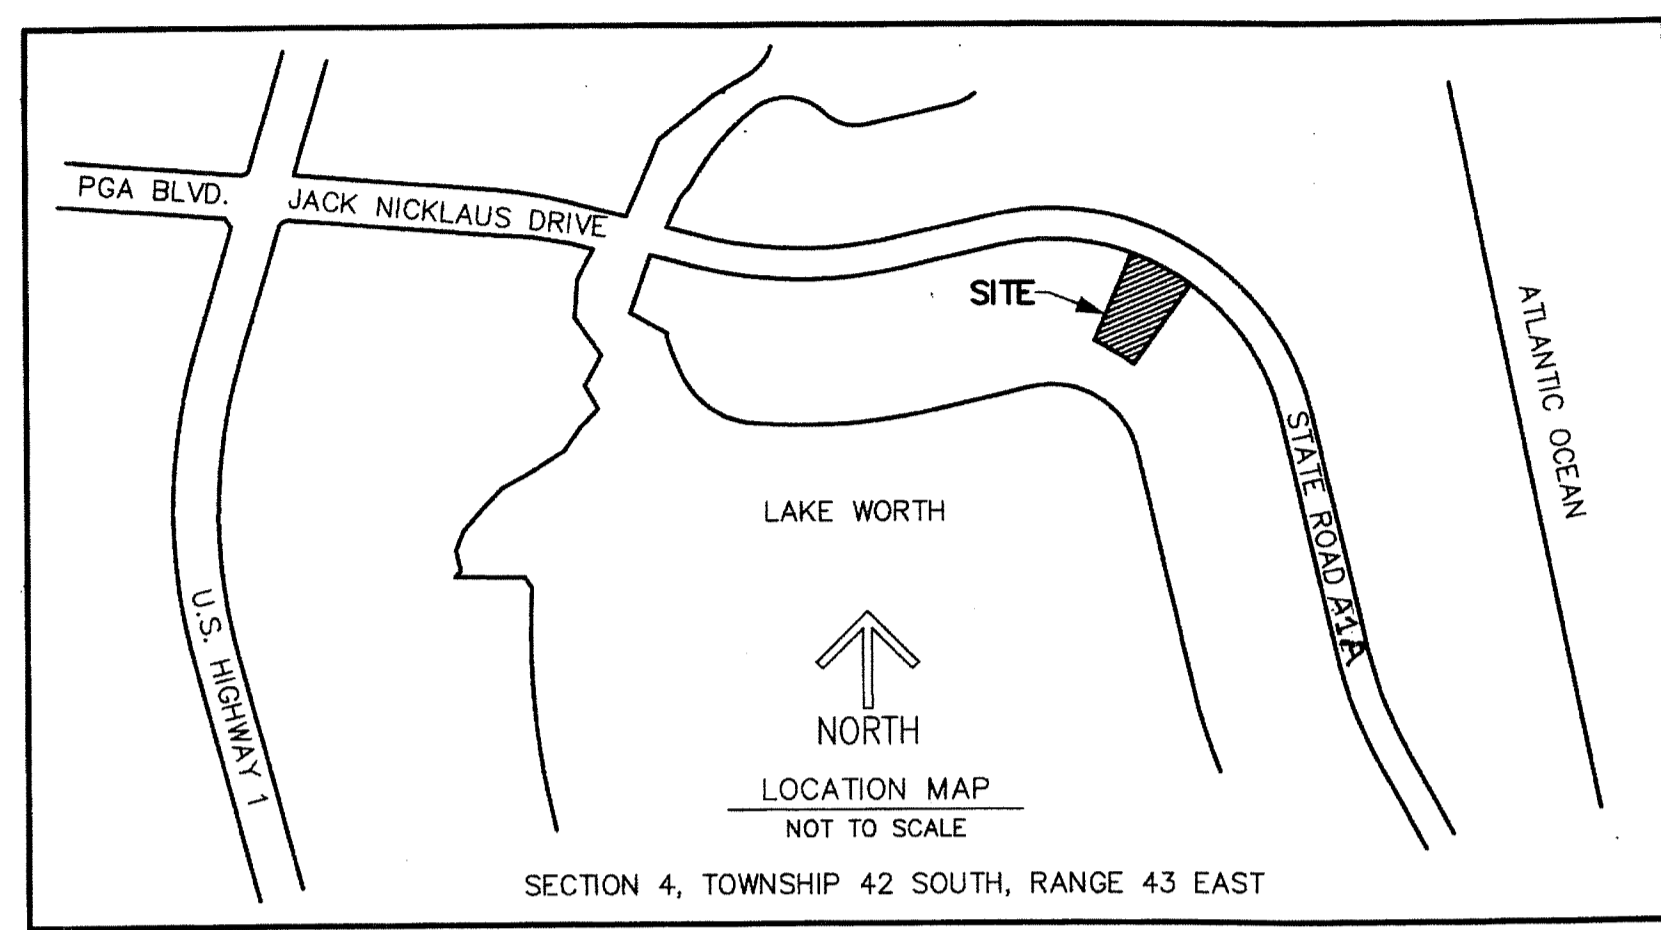 PGA BLVD.
JACK NICKLAUS DRIVE
SITE
ATLANTIC OCEAN
STATE ROAD A1A
LAKE WORTH
U.S. HIGHWAY 1
NORTH
LOCATION MAP
NOT TO SCALE
SECTION 4, TOWNSHIP 42 SOUTH, RANGE 43 EAST